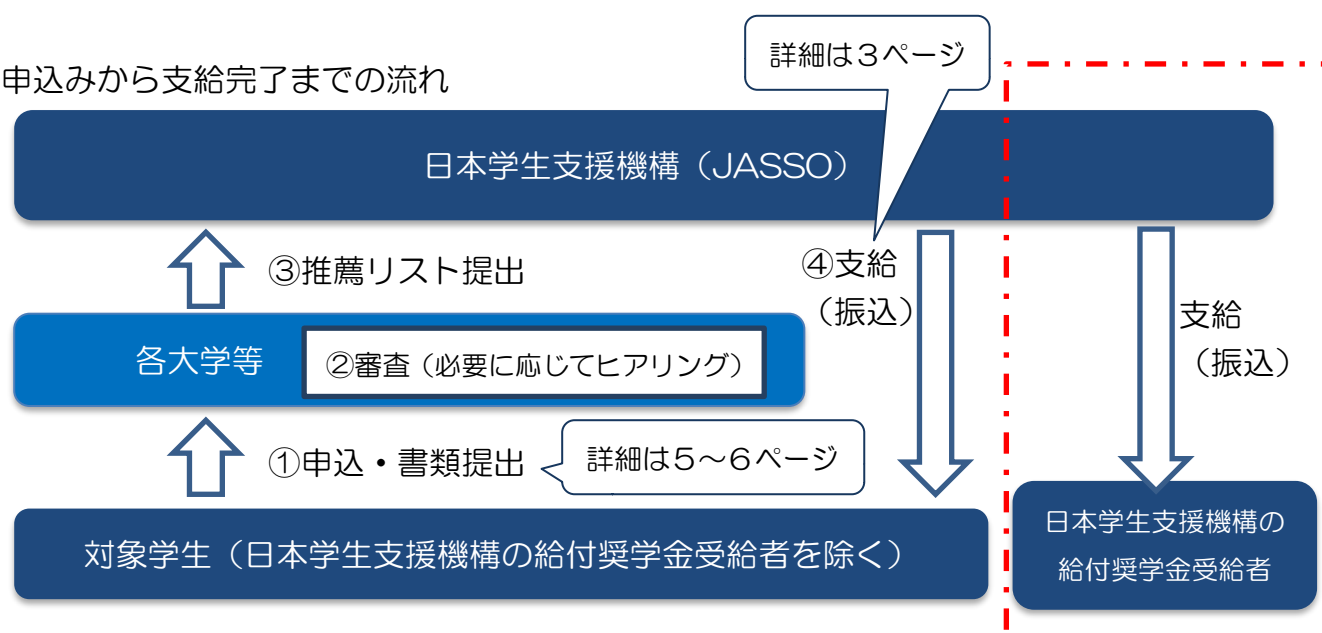 詳細は３ページ
申込みから支給完了までの流れ
日本学生支援機構（JASSO）
③推薦リスト提出
④支給
（振込）
支給
（振込）
各大学等
②審査（必要に応じてヒアリング）
①申込・書類提出
詳細は５～６ページ
対象学生（日本学生支援機構の給付奨学金受給者を除く）
日本学生支援機構の
給付奨学金受給者